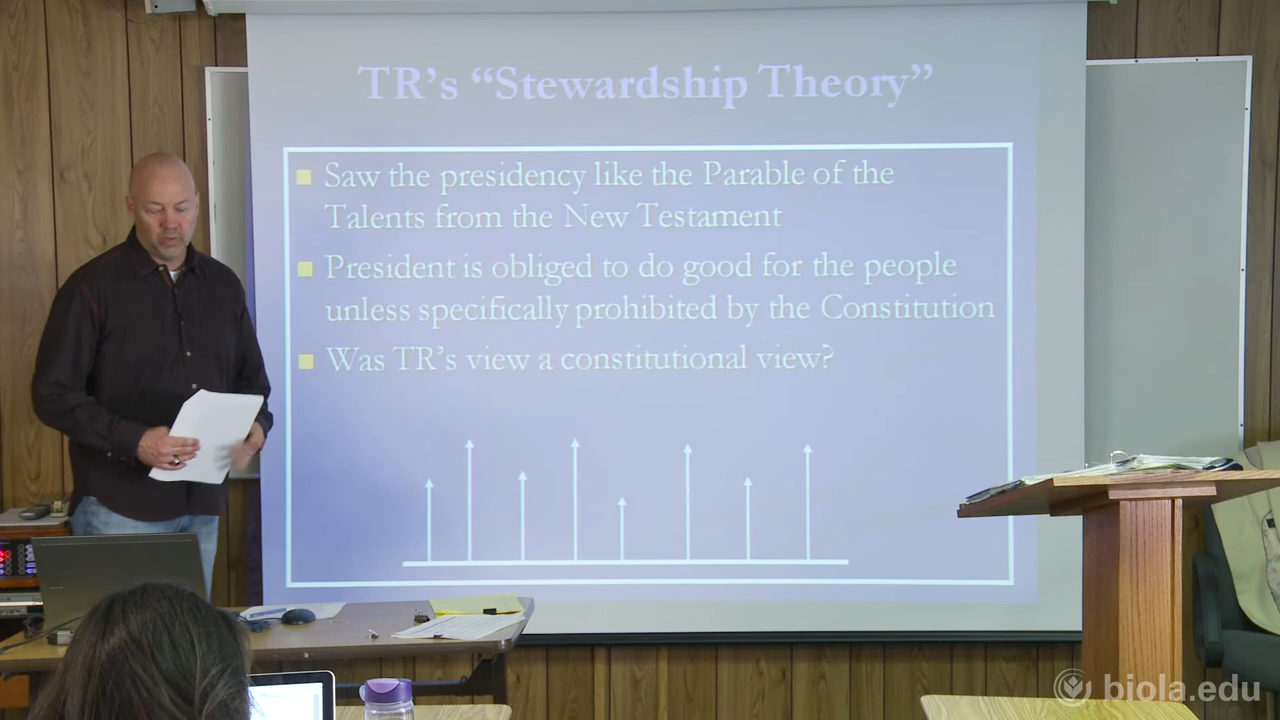 TR's “Stewardship Theory”
Saw the presidency like the Parable of the
Talents from the New Testament
President is obliged to do good for the people
unless specifically prohibited by the Constitution
Was TR's view a constitutional view?
biola.edu